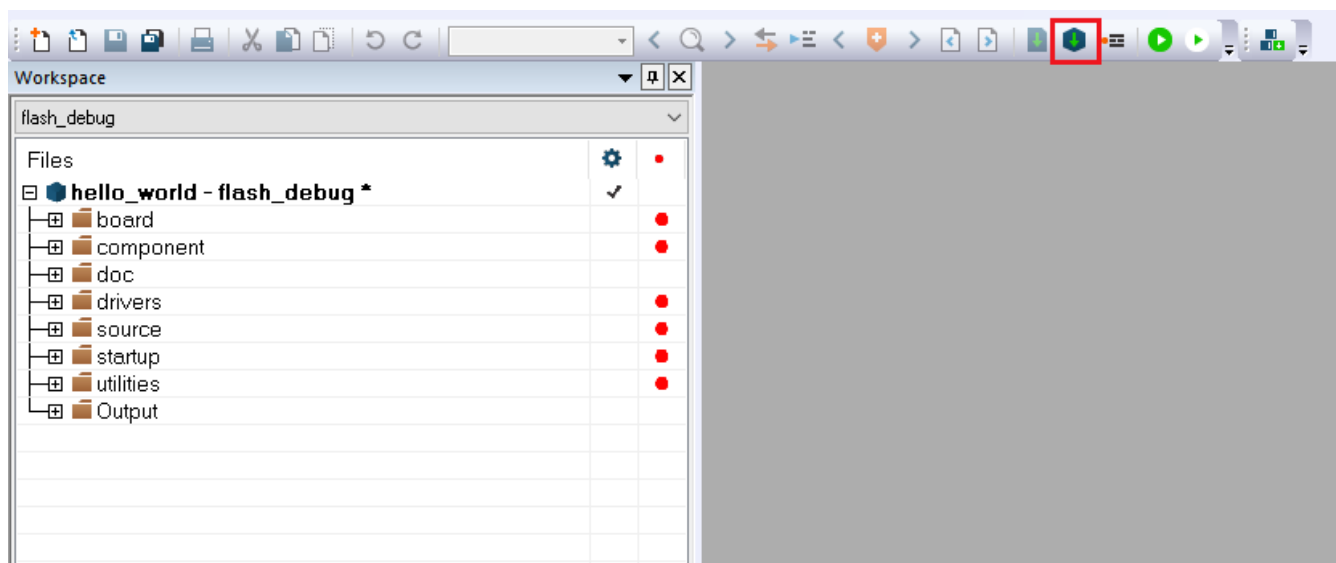 Workspace
flash_debug
Files
hello_world - flash_debug *
board
component
doc
drivers
source
startup
utilities
Output